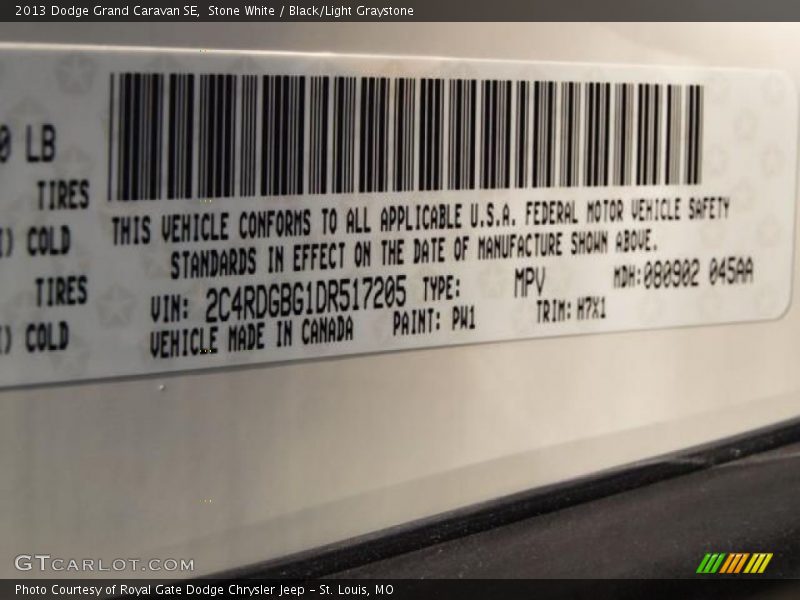 2013 Dodge Grand Caravan SE,  Stone White / Black/Light Graystone
0 LB
TIRES
) COLD
TIRES
) COLD
THIS VEHICLE CONFORMS TO ALL APPLICABLE U.S.A. FEDERAL MOTOR VEHICLE SAFETY
STANDARDS IN EFFECT ON THE DATE OF MANUFACTURE SHOWN ABOVE.
VIN: 2C4RDGBG1DR517205 TYPE: MPV MDH:080902 045AA
VEHICLE MADE IN CANADA PAINT: PW1 TRIM: H7X1
GTCARLOT.COM
Photo Courtesy of Royal Gate Dodge Chrysler Jeep – St. Louis, MO